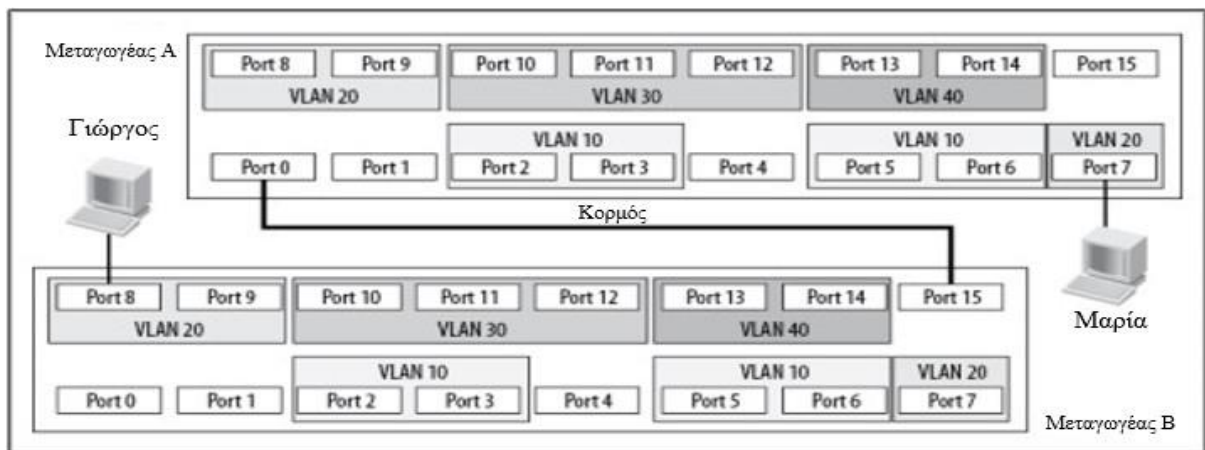 Μεταγωγέας Α
Port 8 Port 9 Port 10 Port 11 Port 12 Port 13 Port 14 Port 15
VLAN 20 VLAN 30 VLAN 40
Γιώργος
VLAN 10 VLAN 10 VLAN 20
Port 0 Port 1 Port 2 Port 3 Port 4 Port 5 Port 6 Port 7
Κορμός
Port 8 Port 9 Port 10 Port 11 Port 12 Port 13 Port 14 Port 15
VLAN 20 VLAN 30 VLAN 40
Μαρία
VLAN 10 VLAN 10 VLAN 20
Port 0 Port 1 Port 2 Port 3 Port 4 Port 5 Port 6 Port 7
Μεταγωγέας Β